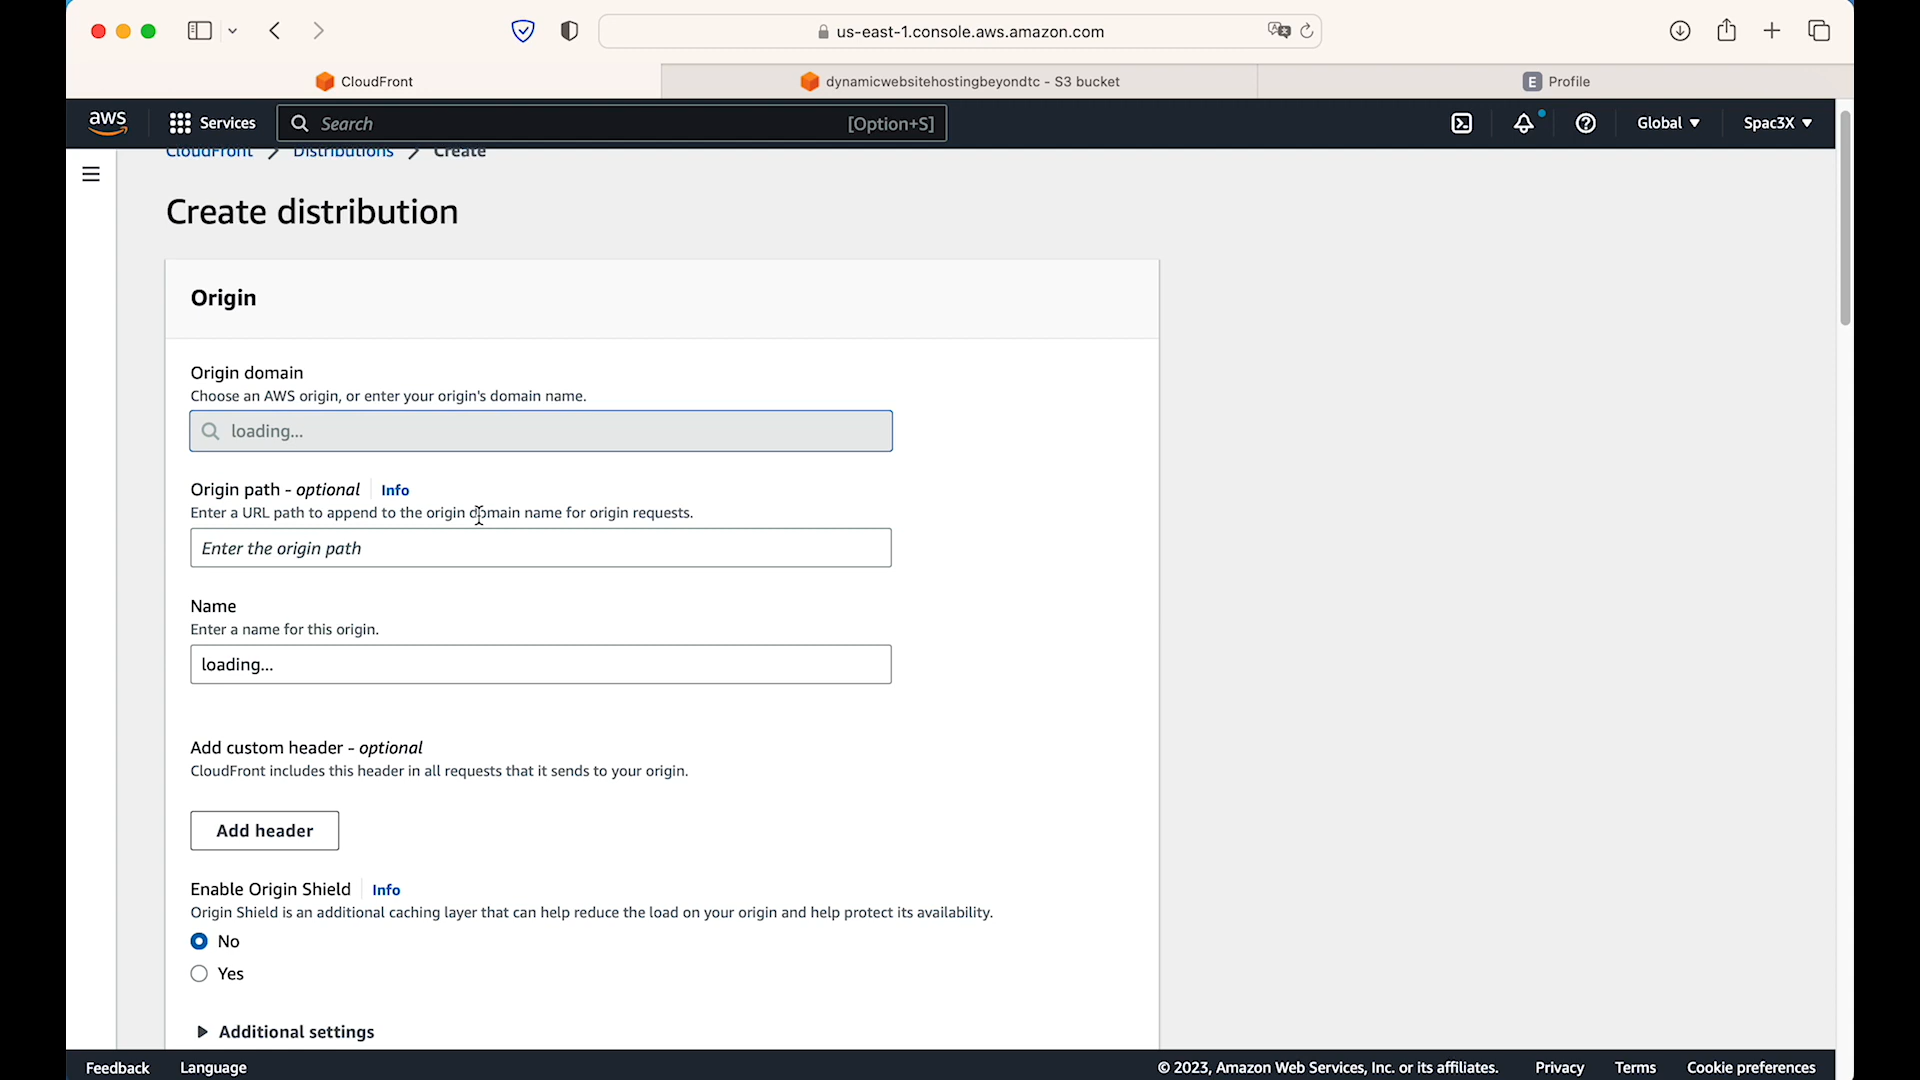 us-east-1.console.aws.amazon.com
CloudFront
dynamicwebsitehostingbeyondtc - S3 bucket
E Profile
aws
Services
Search
[Option+S]
Global
Spac3X
CloudFront
Distributions
Create
Create distribution
Origin
Origin domain
Choose an AWS origin, or enter your origin's domain name.
loading...
Origin path - optional
Info
Enter a URL path to append to the origin domain name for origin requests.
Enter the origin path
Name
Enter a name for this origin.
loading...
Add custom header - optional
CloudFront includes this header in all requests that it sends to your origin.
Add header
Enable Origin Shield
Info
Origin Shield is an additional caching layer that can help reduce the load on your origin and help protect its availability.
No
Yes
Additional settings
Feedback
Language
© 2023, Amazon Web Services, Inc. or its affiliates.
Privacy
Terms
Cookie preferences